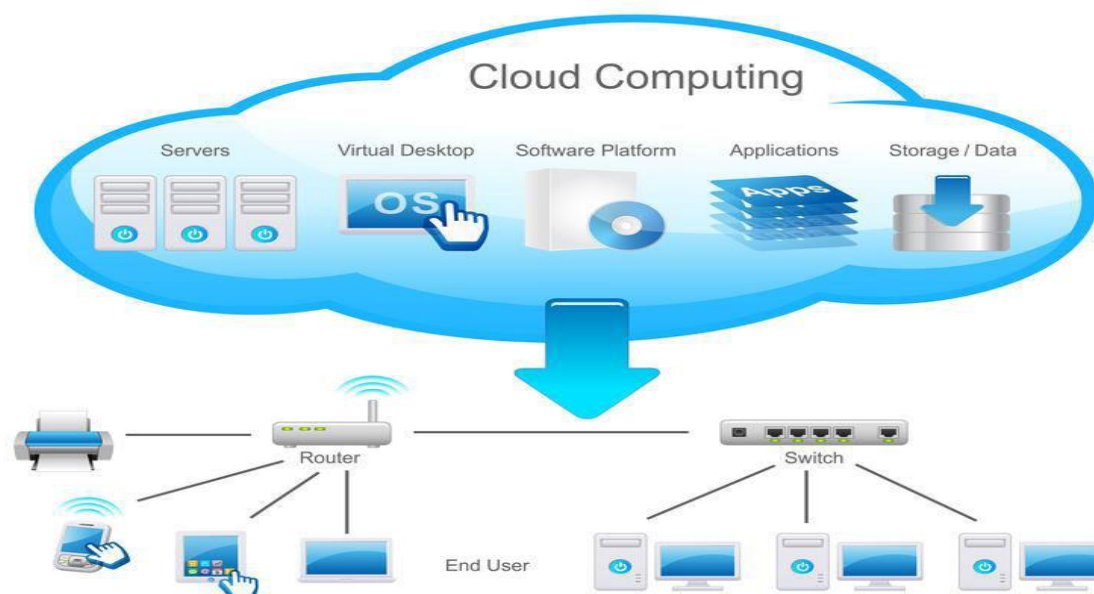 Cloud Computing
Servers
Virtual Desktop
Software Platform
Applications
Storage / Data
OS
Apps
Router
Switch
End User